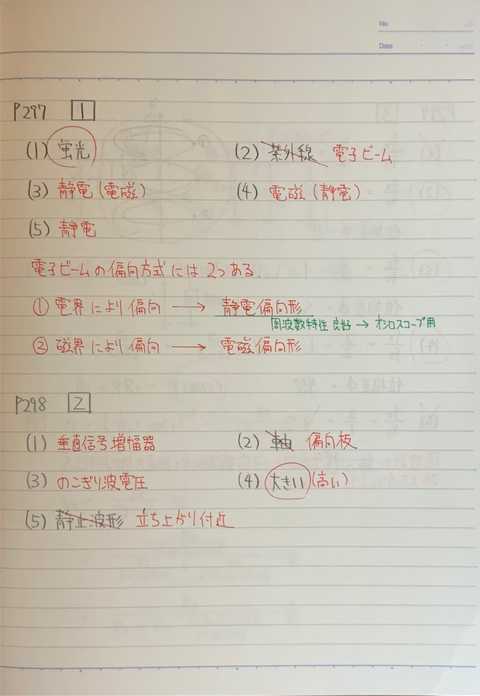 No.
Date
P297 1
(1) 蛍光 (2) 紫外線 電子ビーム
(3) 静電(電磁) (4) 電磁(静電)
(5) 静電
電子ビームの偏向方式には2つある
① 電界により偏向 → 静電偏向形
周波数特性 良好 → オシロスコープ用
② 磁界により偏向 → 電磁偏向形
P298 2
(1) 垂直信号増幅器 (2) 軸 偏向板
(3) のこぎり波電圧 (4) 大きい(高い)
(5) 静止波形 立ち上がり付近